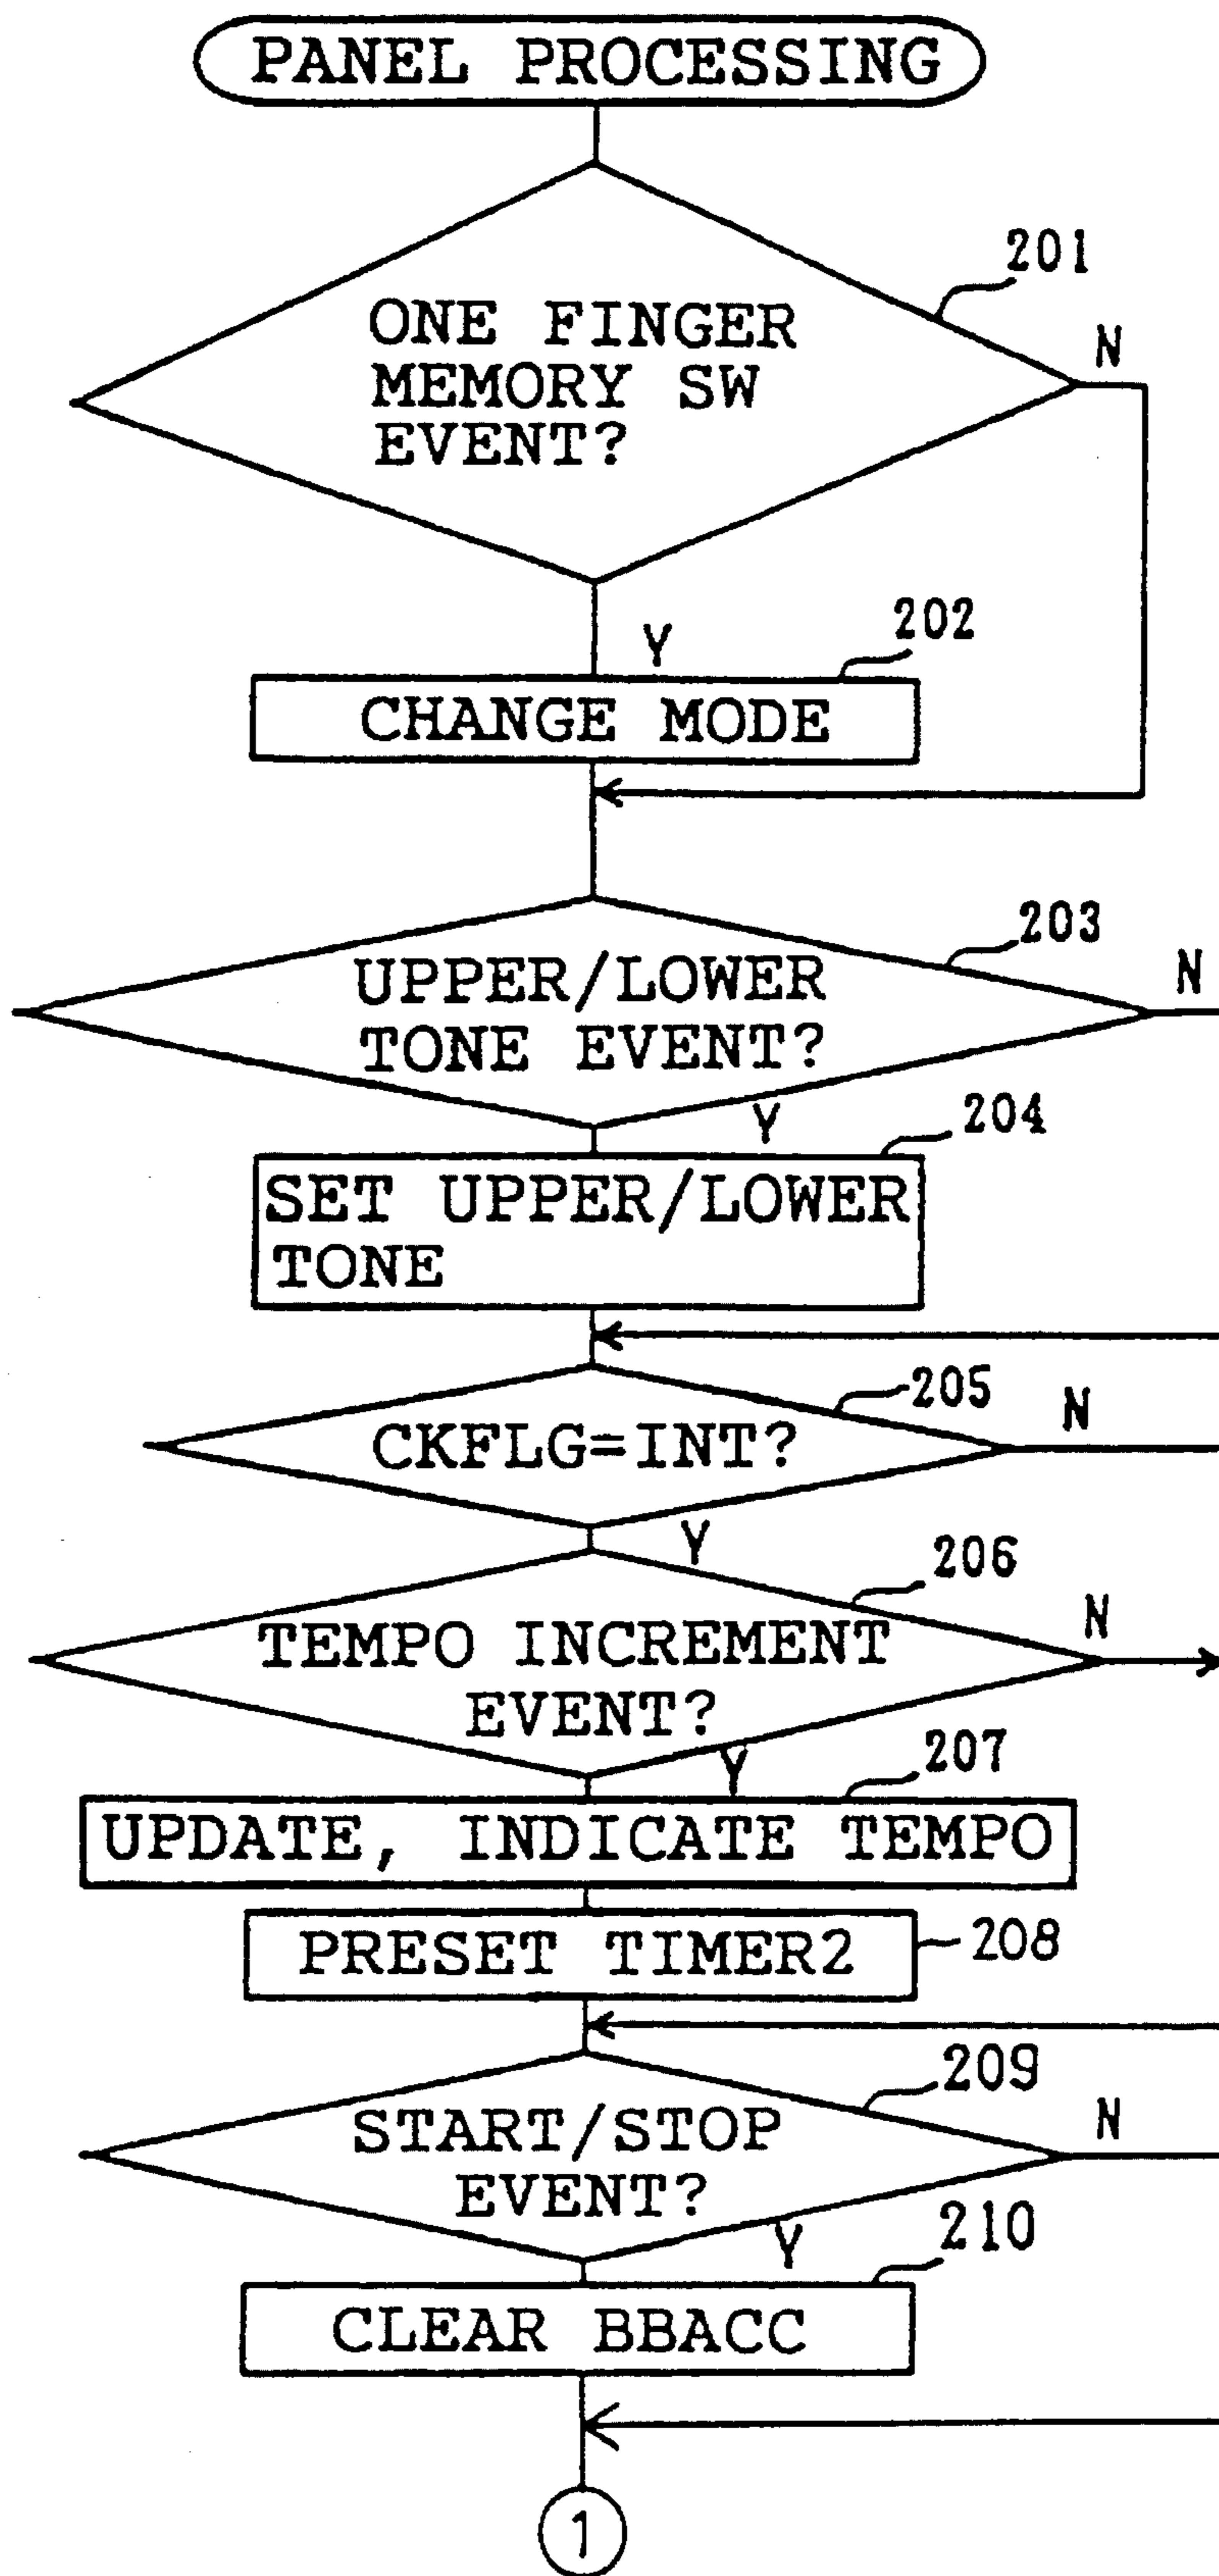 PANEL PROCESSING
201
ONE FINGER
MEMORY SW
EVENT?
N
Y
202
CHANGE MODE
203
UPPER/LOWER
TONE EVENT?
N
Y
204
SET UPPER/LOWER
TONE
205
CKFLG=INT?
N
Y
206
TEMPO INCREMENT
EVENT?
N
Y
207
UPDATE, INDICATE TEMPO
PRESET TIMER2
208
209
START/STOP
EVENT?
N
Y
210
CLEAR BBACC
1